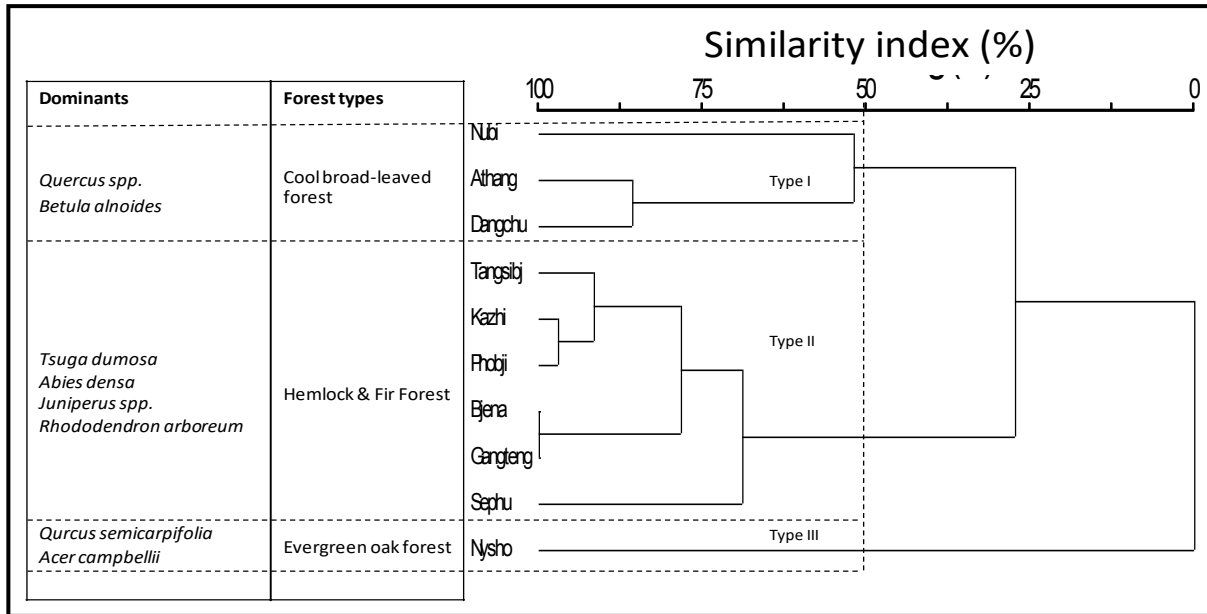 Similarity index (%)
100 75 50 25 0
Dominants
Forest types
Quercus spp.
Betula alnoides
Cool broad-leaved
forest
Nubi
Athang
Dangchu
Type I
Tsuga dumosa
Abies densa
Juniperus spp.
Rhododendron arboreum
Hemlock & Fir Forest
Tangsibj
Kazhi
Phobji
Bjena
Gangteng
Sephu
Type II
Qurcus semicarpifolia
Acer campbellii
Evergreen oak forest
Nysho
Type III